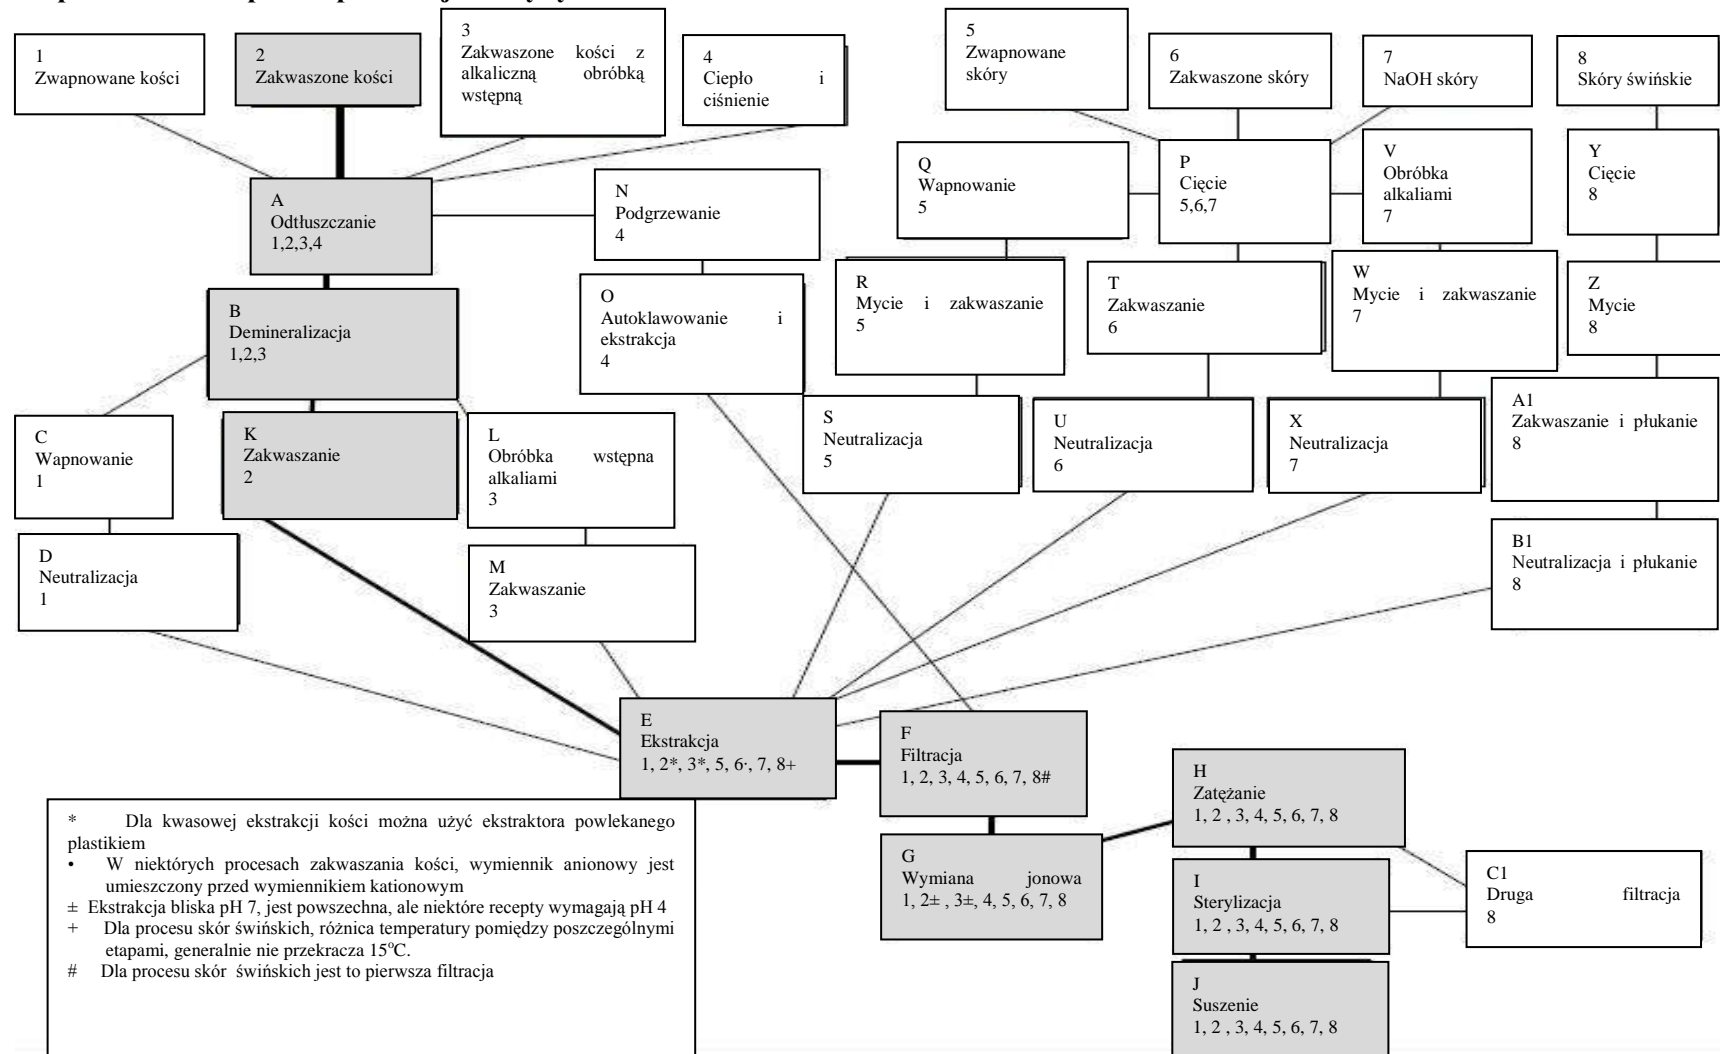 1
Zwapnowane kości
2
Zakwaszone kości
3
Zakwaszone kości z
alkaliczną obróbką
wstępną
4
Ciepło i
ciśnienie
5
Zwapnowane
skóry
6
Zakwaszone skóry
7
NaOH skóry
8
Skóry świńskie
A
Odtłuszczanie
1,2,3,4
N
Podgrzewanie
4
Q
Wapnowanie
5
P
Cięcie
5,6,7
V
Obróbka
alkaliami
7
Y
Cięcie
8
B
Demineralizacja
1,2,3
O
Autoklawowanie i
ekstrakcja
4
R
Mycie i zakwaszanie
5
T
Zakwaszanie
6
W
Mycie i zakwaszanie
7
Z
Mycie
8
C
Wapnowanie
1
K
Zakwaszanie
2
L
Obróbka wstępna
alkaliami
3
S
Neutralizacja
5
U
Neutralizacja
6
X
Neutralizacja
7
A1
Zakwaszanie i płukanie
8
D
Neutralizacja
1
M
Zakwaszanie
3
B1
Neutralizacja i płukanie
8
E
Ekstrakcja
1, 2*, 3*, 5, 6·, 7, 8+
F
Filtracja
1, 2, 3, 4, 5, 6, 7, 8#
G
Wymiana jonowa
1, 2± , 3±, 4, 5, 6, 7, 8
H
Zatężanie
1, 2 , 3, 4, 5, 6, 7, 8
I
Sterylizacja
1, 2 , 3, 4, 5, 6, 7, 8
C1
Druga filtracja
8
J
Suszenie
1, 2 , 3, 4, 5, 6, 7, 8
* Dla kwasowej ekstrakcji kości można użyć ekstraktora powlekanego
plastikiem
• W niektórych procesach zakwaszania kości, wymiennik anionowy jest
umieszczony przed wymiennikiem kationowym
± Ekstrakcja bliska pH 7, jest powszechna, ale niektóre recepty wymagają pH 4
+ Dla procesu skór świńskich, różnica temperatury pomiędzy poszczególnymi
etapami, generalnie nie przekracza 15°C.
# Dla procesu skór świńskich jest to pierwsza filtracja